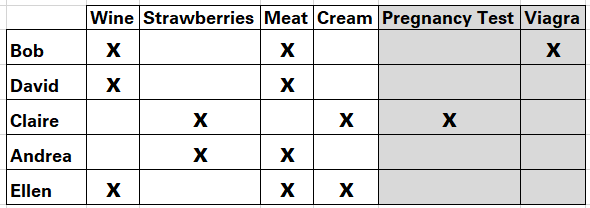 Wine Strawberries Meat Cream Pregnancy Test Viagra
Bob X X X
David X X
Claire X X X
Andrea X X
Ellen X X X